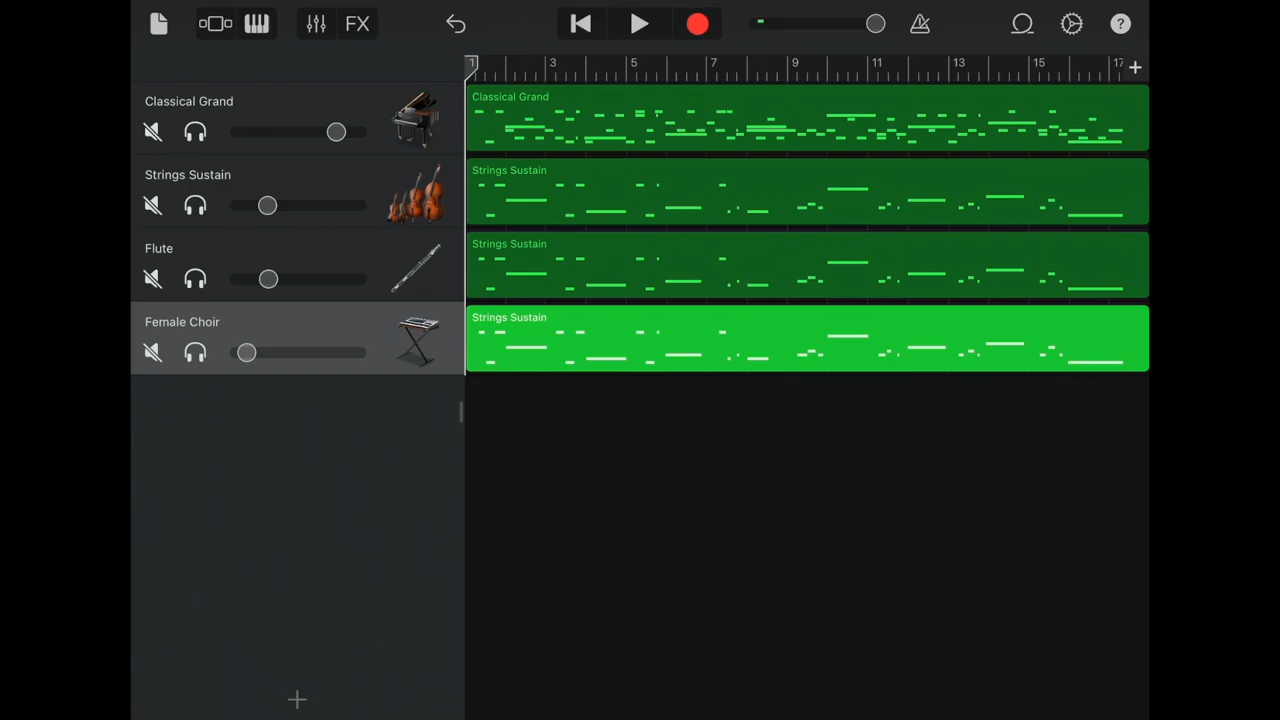 FX
1 3 5 7 9 11 13 15 17
Classical Grand
Classical Grand
Strings Sustain
Strings Sustain
Flute
Strings Sustain
Female Choir
Strings Sustain